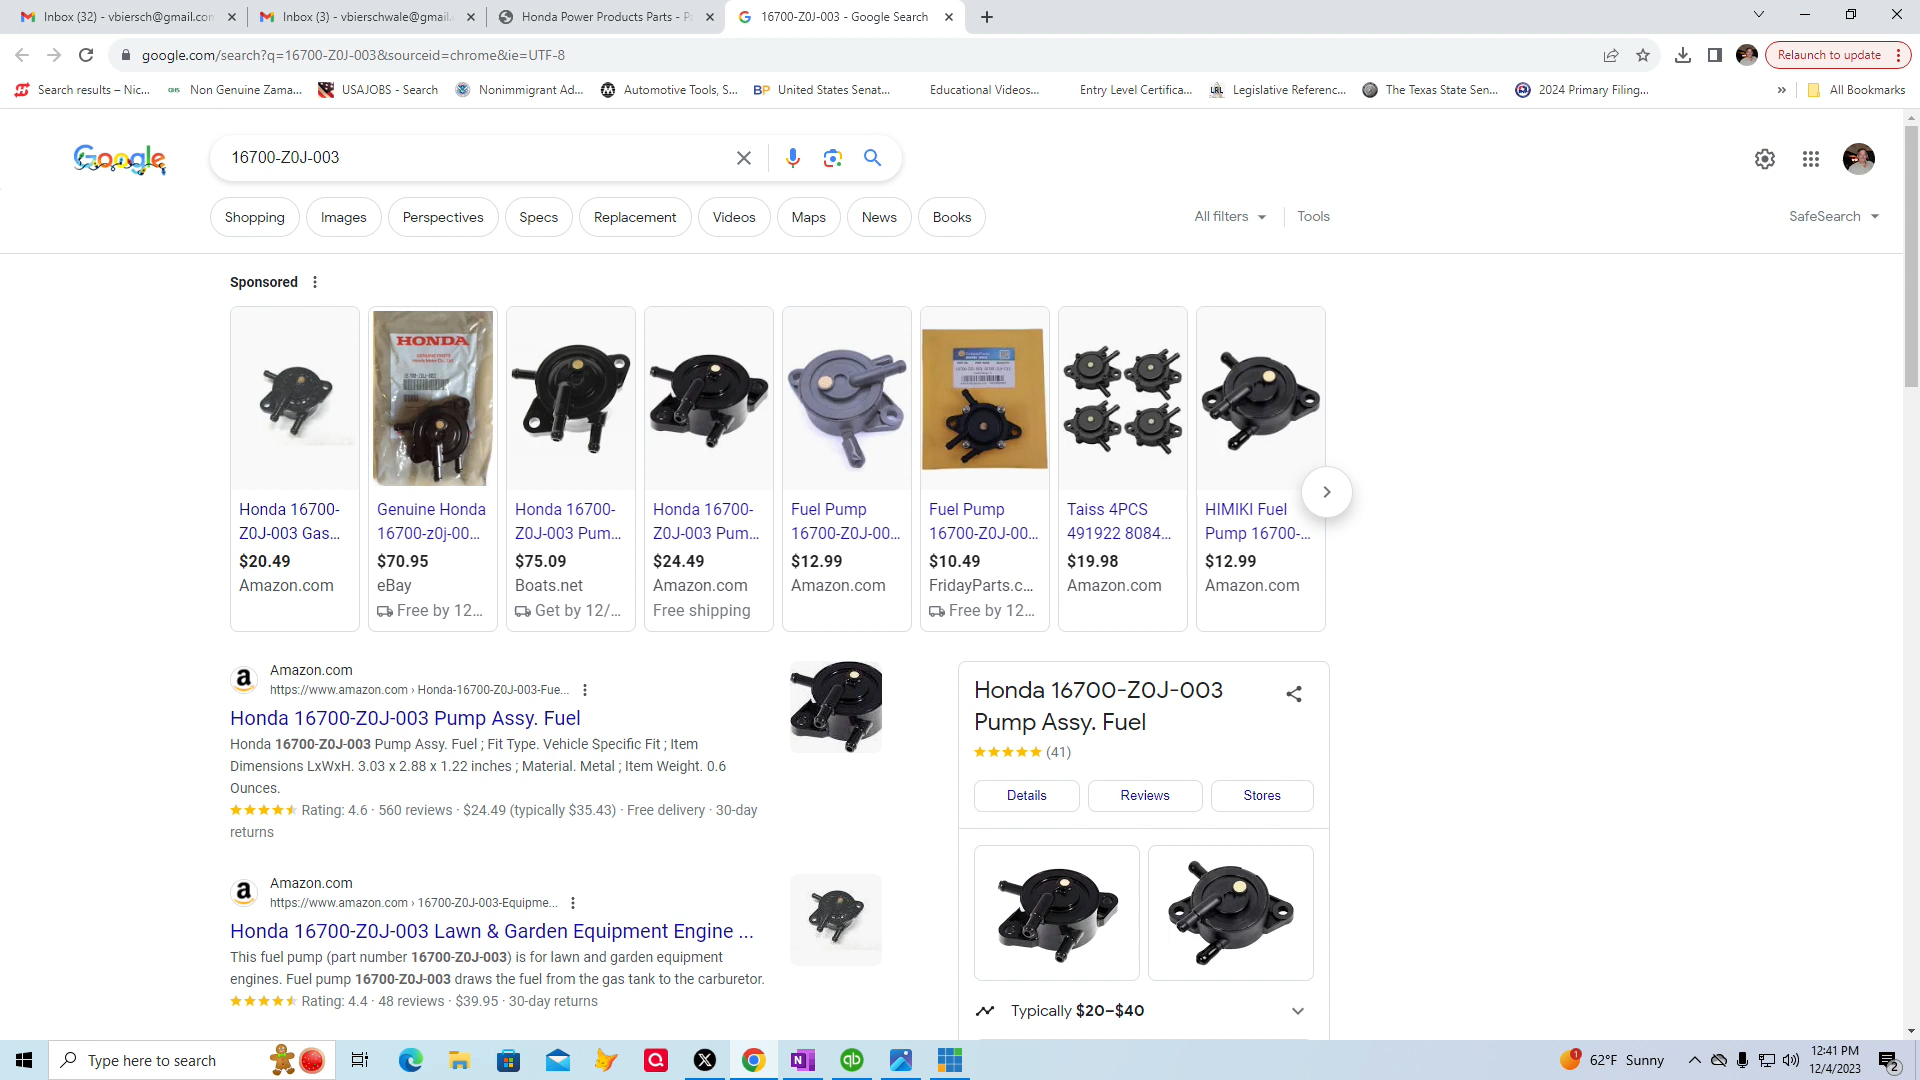 Inbox (32) - vbiersch@gmail.con
Inbox (3) - vbierschwale@gmail.
Honda Power Products Parts - P
16700-Z0J-003 - Google Search
google.com/search?q=16700-Z0J-003&sourceid=chrome&ie=UTF-8
Relaunch to update
Search results – Nic...
Non Genuine Zama...
USAJOBS - Search
Nonimmigrant Ad...
Automotive Tools, S...
BP United States Senat...
Educational Videos...
Entry Level Certifica...
Legislative Referenc...
The Texas State Sen...
2024 Primary Filing...
»
All Bookmarks
Google
16700-Z0J-003
Shopping
Images
Perspectives
Specs
Replacement
Videos
Maps
News
Books
All filters
Tools
SafeSearch
Sponsored
HONDA
Honda 16700-
Z0J-003 Gas...
$20.49
Amazon.com
Genuine Honda
16700-z0j-00...
$70.95
eBay
Free by 12...
Honda 16700-
Z0J-003 Pum...
$75.09
Boats.net
Get by 12/...
Honda 16700-
Z0J-003 Pum...
$24.49
Amazon.com
Free shipping
Fuel Pump
16700-Z0J-00...
$12.99
Amazon.com
Fuel Pump
16700-Z0J-00...
$10.49
FridayParts.c...
Free by 12...
Taiss 4PCS
491922 8084...
$19.98
Amazon.com
HIMIKI Fuel
Pump 16700-...
$12.99
Amazon.com
Amazon.com
https://www.amazon.com › Honda-16700-Z0J-003-Fue...
Honda 16700-Z0J-003 Pump Assy. Fuel
Honda 16700-Z0J-003 Pump Assy. Fuel ; Fit Type. Vehicle Specific Fit ; Item
Dimensions LxWxH. 3.03 x 2.88 x 1.22 inches ; Material. Metal ; Item Weight. 0.6
Ounces.
Rating: 4.6 · 560 reviews · $24.49 (typically $35.43) · Free delivery · 30-day
returns
Amazon.com
https://www.amazon.com › 16700-Z0J-003-Equipme...
Honda 16700-Z0J-003 Lawn & Garden Equipment Engine ...
This fuel pump (part number 16700-Z0J-003) is for lawn and garden equipment
engines. Fuel pump 16700-Z0J-003 draws the fuel from the gas tank to the carburetor.
Rating: 4.4 · 48 reviews · $39.95 · 30-day returns
Honda 16700-Z0J-003
Pump Assy. Fuel
(41)
Details
Reviews
Stores
Typically $20–$40
Type here to search
1
62°F Sunny
12:41 PM
12/4/2023
2